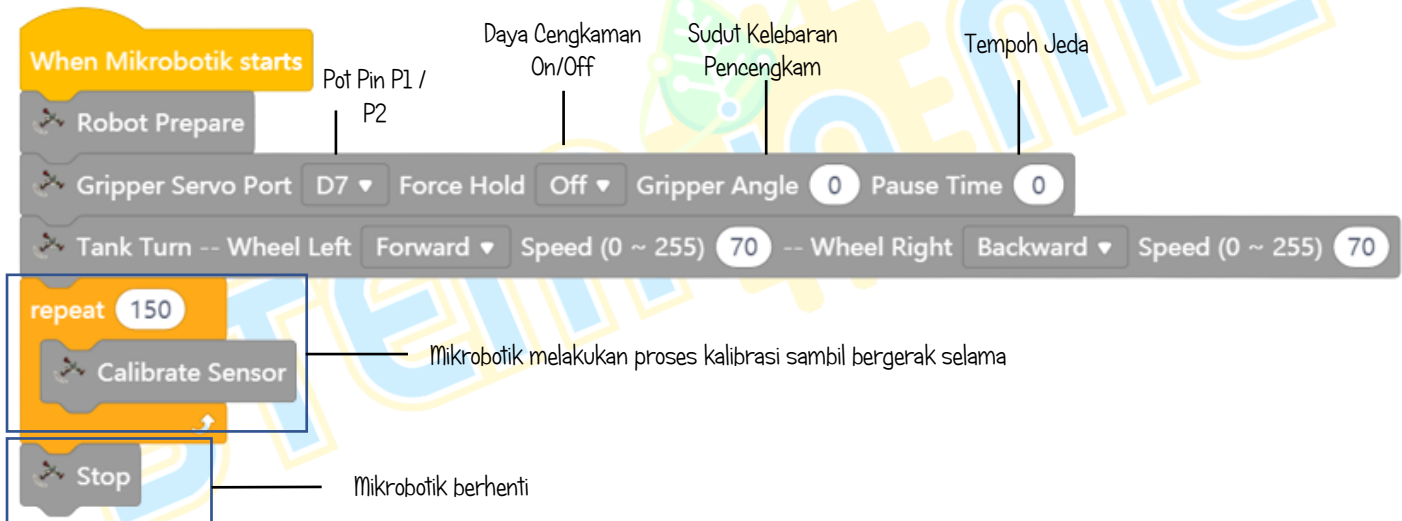 Daya Cengkaman
On/Off
Sudut Kelebaran
Pencengkam
Tempoh Jeda
Pot Pin P1 /
P2
When Mikrobotik starts
Robot Prepare
Gripper Servo Port D7 Force Hold Off Gripper Angle 0 Pause Time 0
Tank Turn -- Wheel Left Forward Speed (0 ~ 255) 70 -- Wheel Right Backward Speed (0 ~ 255) 70
repeat 150
Calibrate Sensor
Mikrobotik melakukan proses kalibrasi sambil bergerak selama
Stop
Mikrobotik berhenti